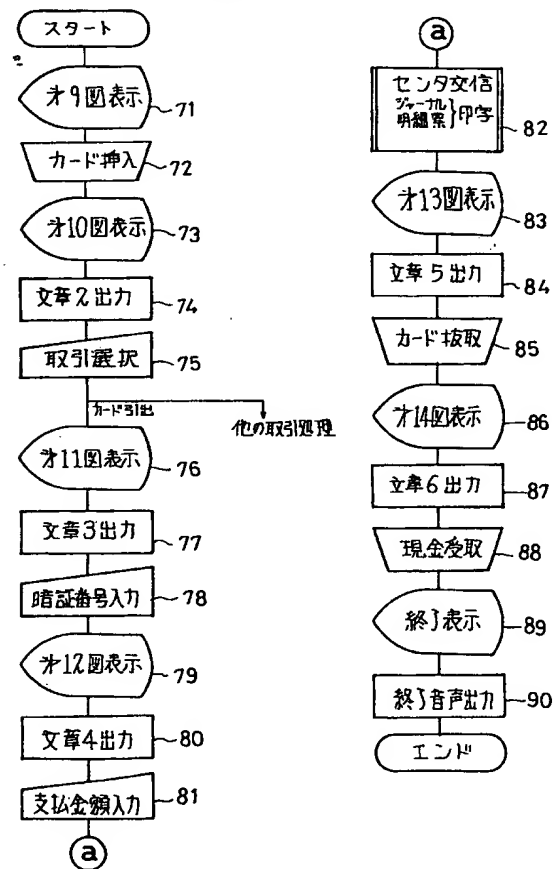 スタート
才9図表示
71
カード挿入
72
才10図表示
73
文章2出力
74
取引選択
75
カード引出
他の取引処理
才11図表示
76
文章3出力
77
暗証番号入力
78
才12図表示
79
文章4出力
80
支払金額入力
81
a
a
センタ交信
ジャーナル
明細票}印字
82
才13図表示
83
文章5出力
84
カード抜取
85
才14図表示
86
文章6出力
87
現金受取
88
終了表示
89
終了音声出力
90
エンド